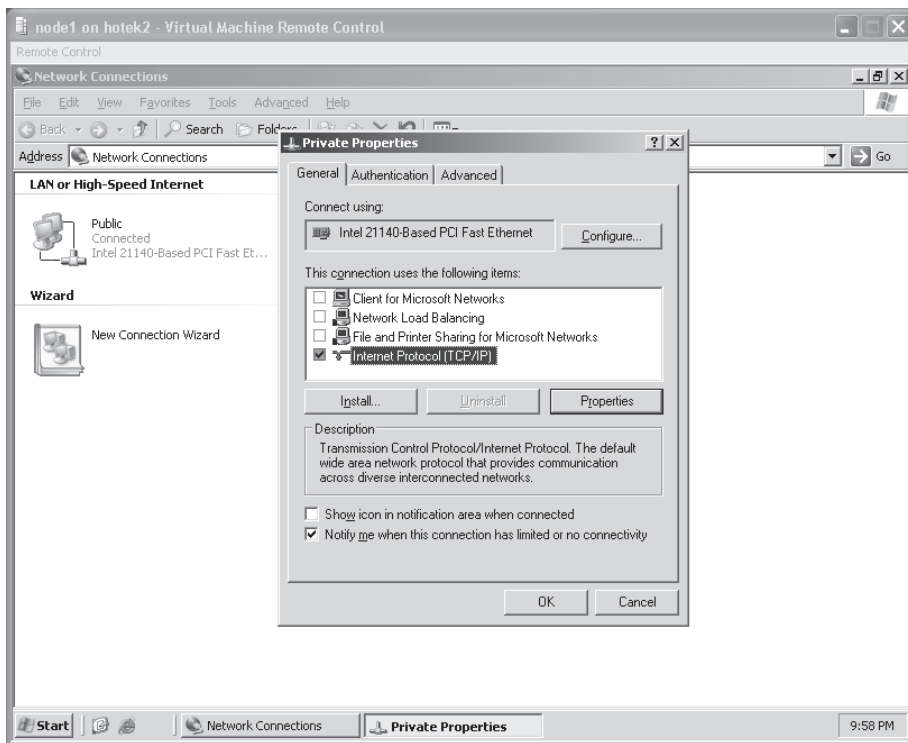 node1 on hotek2 - Virtual Machine Remote Control
Remote Control
Network Connections
File Edit View Favorites Tools Advanced Help
Back Search Folders
Address Network Connections Go
LAN or High-Speed Internet
Public
Connected
Intel 21140-Based PCI Fast Et...
Wizard
New Connection Wizard
Private Properties
General Authentication Advanced
Connect using:
Intel 21140-Based PCI Fast Ethernet Configure...
This connection uses the following items:
Client for Microsoft Networks
Network Load Balancing
File and Printer Sharing for Microsoft Networks
Internet Protocol (TCP/IP)
Install... Uninstall Properties
Description
Transmission Control Protocol/Internet Protocol. The default
wide area network protocol that provides communication
across diverse interconnected networks.
Show icon in notification area when connected
Notify me when this connection has limited or no connectivity
OK Cancel
Start Network Connections Private Properties 9:58 PM